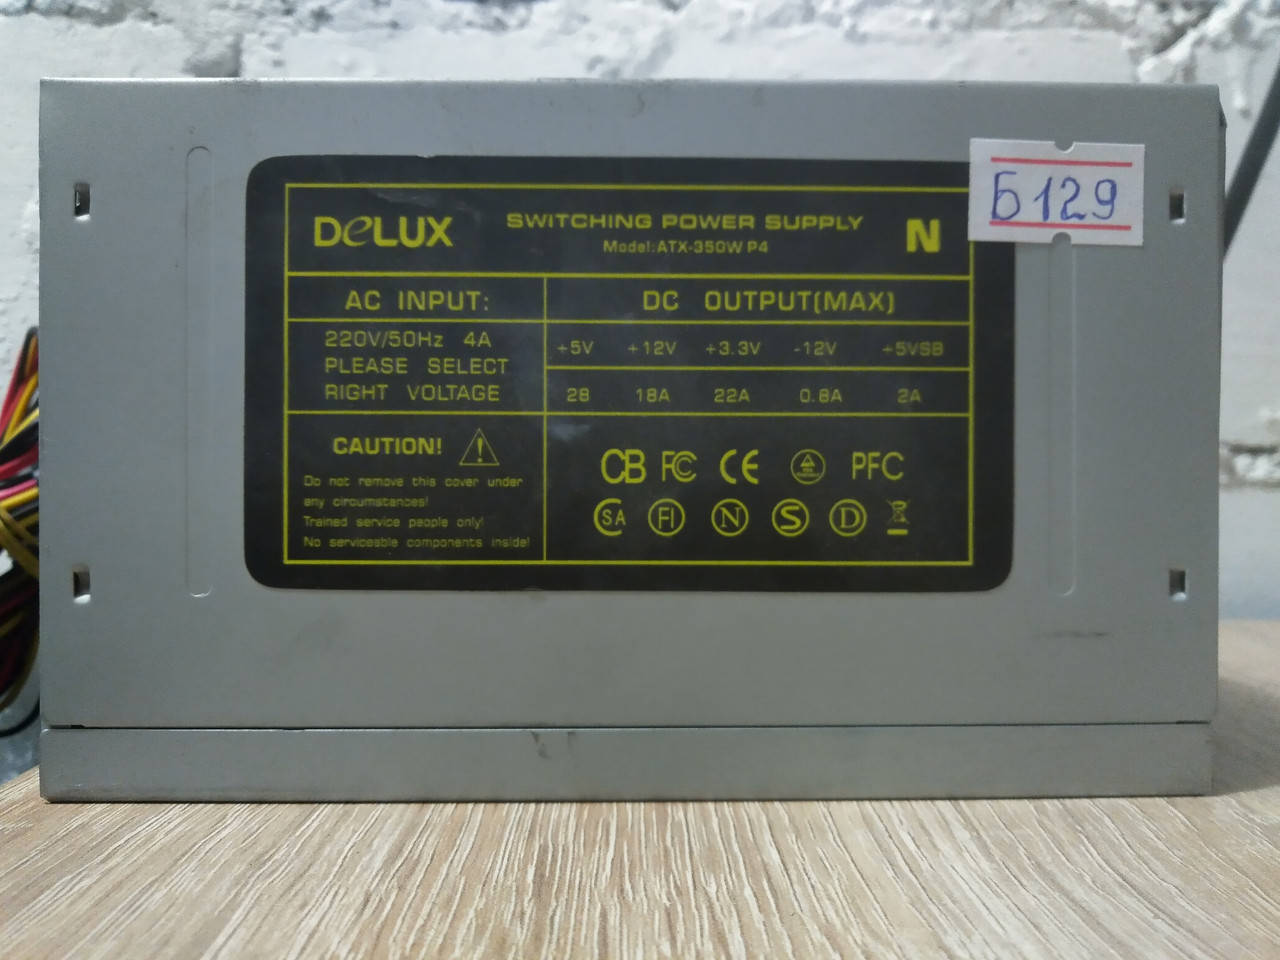 Б129
DeLUX
SWITCHING POWER SUPPLY
Model:ATX-350W P4
N
AC INPUT:
220V/50Hz 4A
PLEASE SELECT
RIGHT VOLTAGE
DC OUTPUT(MAX)
+5V +12V +3.3V -12V +5VSB
28 18A 22A 0.8A 2A
CAUTION!
Do not remove this cover under
any circumstances!
Trained service people only!
No serviceable components inside!
CB FC CE PFC
SA FI N S D